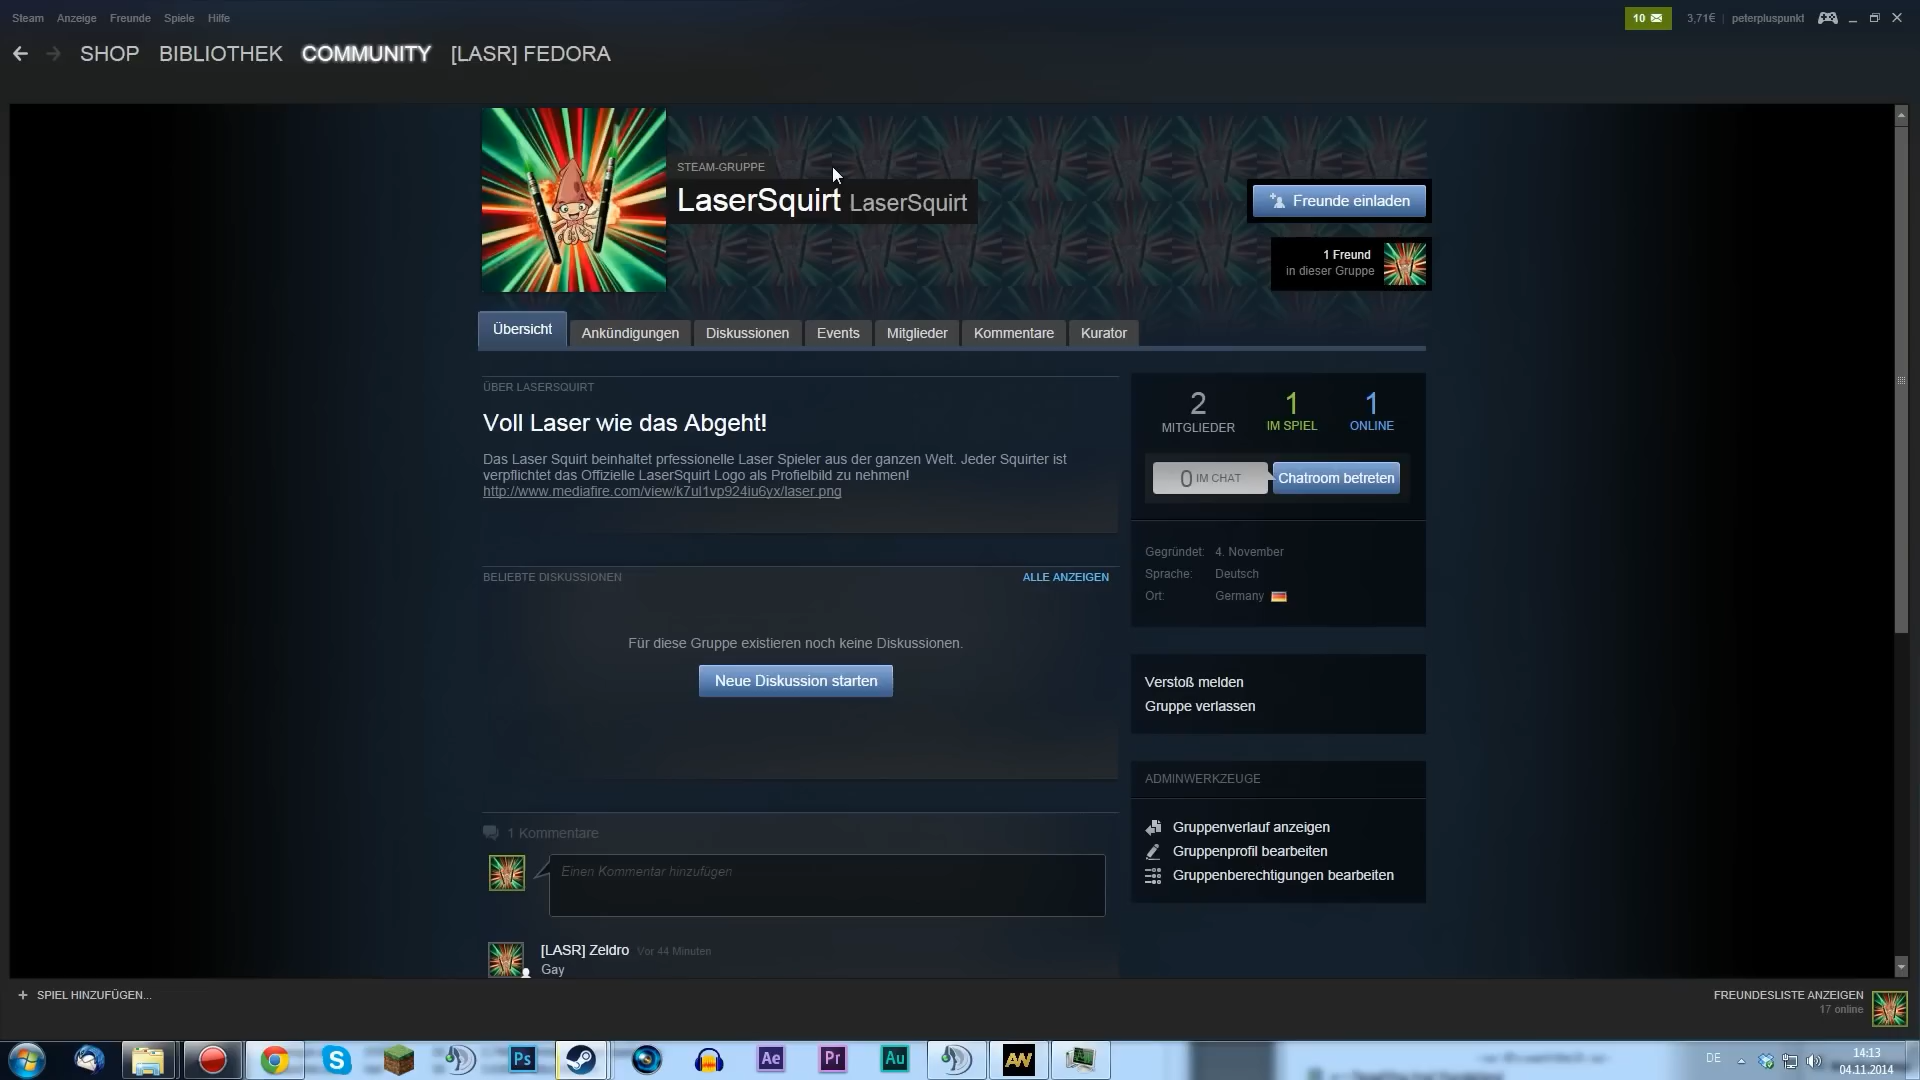 Steam Anzeige Freunde Spiele Hilfe
10
3,71€ | peterpluspunkt
SHOP BIBLIOTHEK COMMUNITY [LASR] FEDORA
STEAM-GRUPPE
LaserSquirt LaserSquirt
Freunde einladen
1 Freund
in dieser Gruppe
Übersicht Ankündigungen Diskussionen Events Mitglieder Kommentare Kurator
ÜBER LASERSQUIRT
Voll Laser wie das Abgeht!
Das Laser Squirt beinhaltet prfessionelle Laser Spieler aus der ganzen Welt. Jeder Squirter ist
verpflichtet das Offizielle LaserSquirt Logo als Profielbild zu nehmen!
http://www.mediafire.com/view/k7ul1vp924iu6yx/laser.png
2 1 1
MITGLIEDER IM SPIEL ONLINE
0 IM CHAT Chatroom betreten
Gegründet: 4. November
Sprache: Deutsch
Ort: Germany
BELIEBTE DISKUSSIONEN ALLE ANZEIGEN
Für diese Gruppe existieren noch keine Diskussionen.
Neue Diskussion starten
Verstoß melden
Gruppe verlassen
ADMINWERKZEUGE
Gruppenverlauf anzeigen
Gruppenprofil bearbeiten
Gruppenberechtigungen bearbeiten
1 Kommentare
Einen Kommentar hinzufügen
[LASR] Zeldro Vor 44 Minuten
Gay
+ SPIEL HINZUFÜGEN...
FREUNDESLISTE ANZEIGEN
17 online
Ps Ae Pr Au AW
DE
14:13
04.11.2014